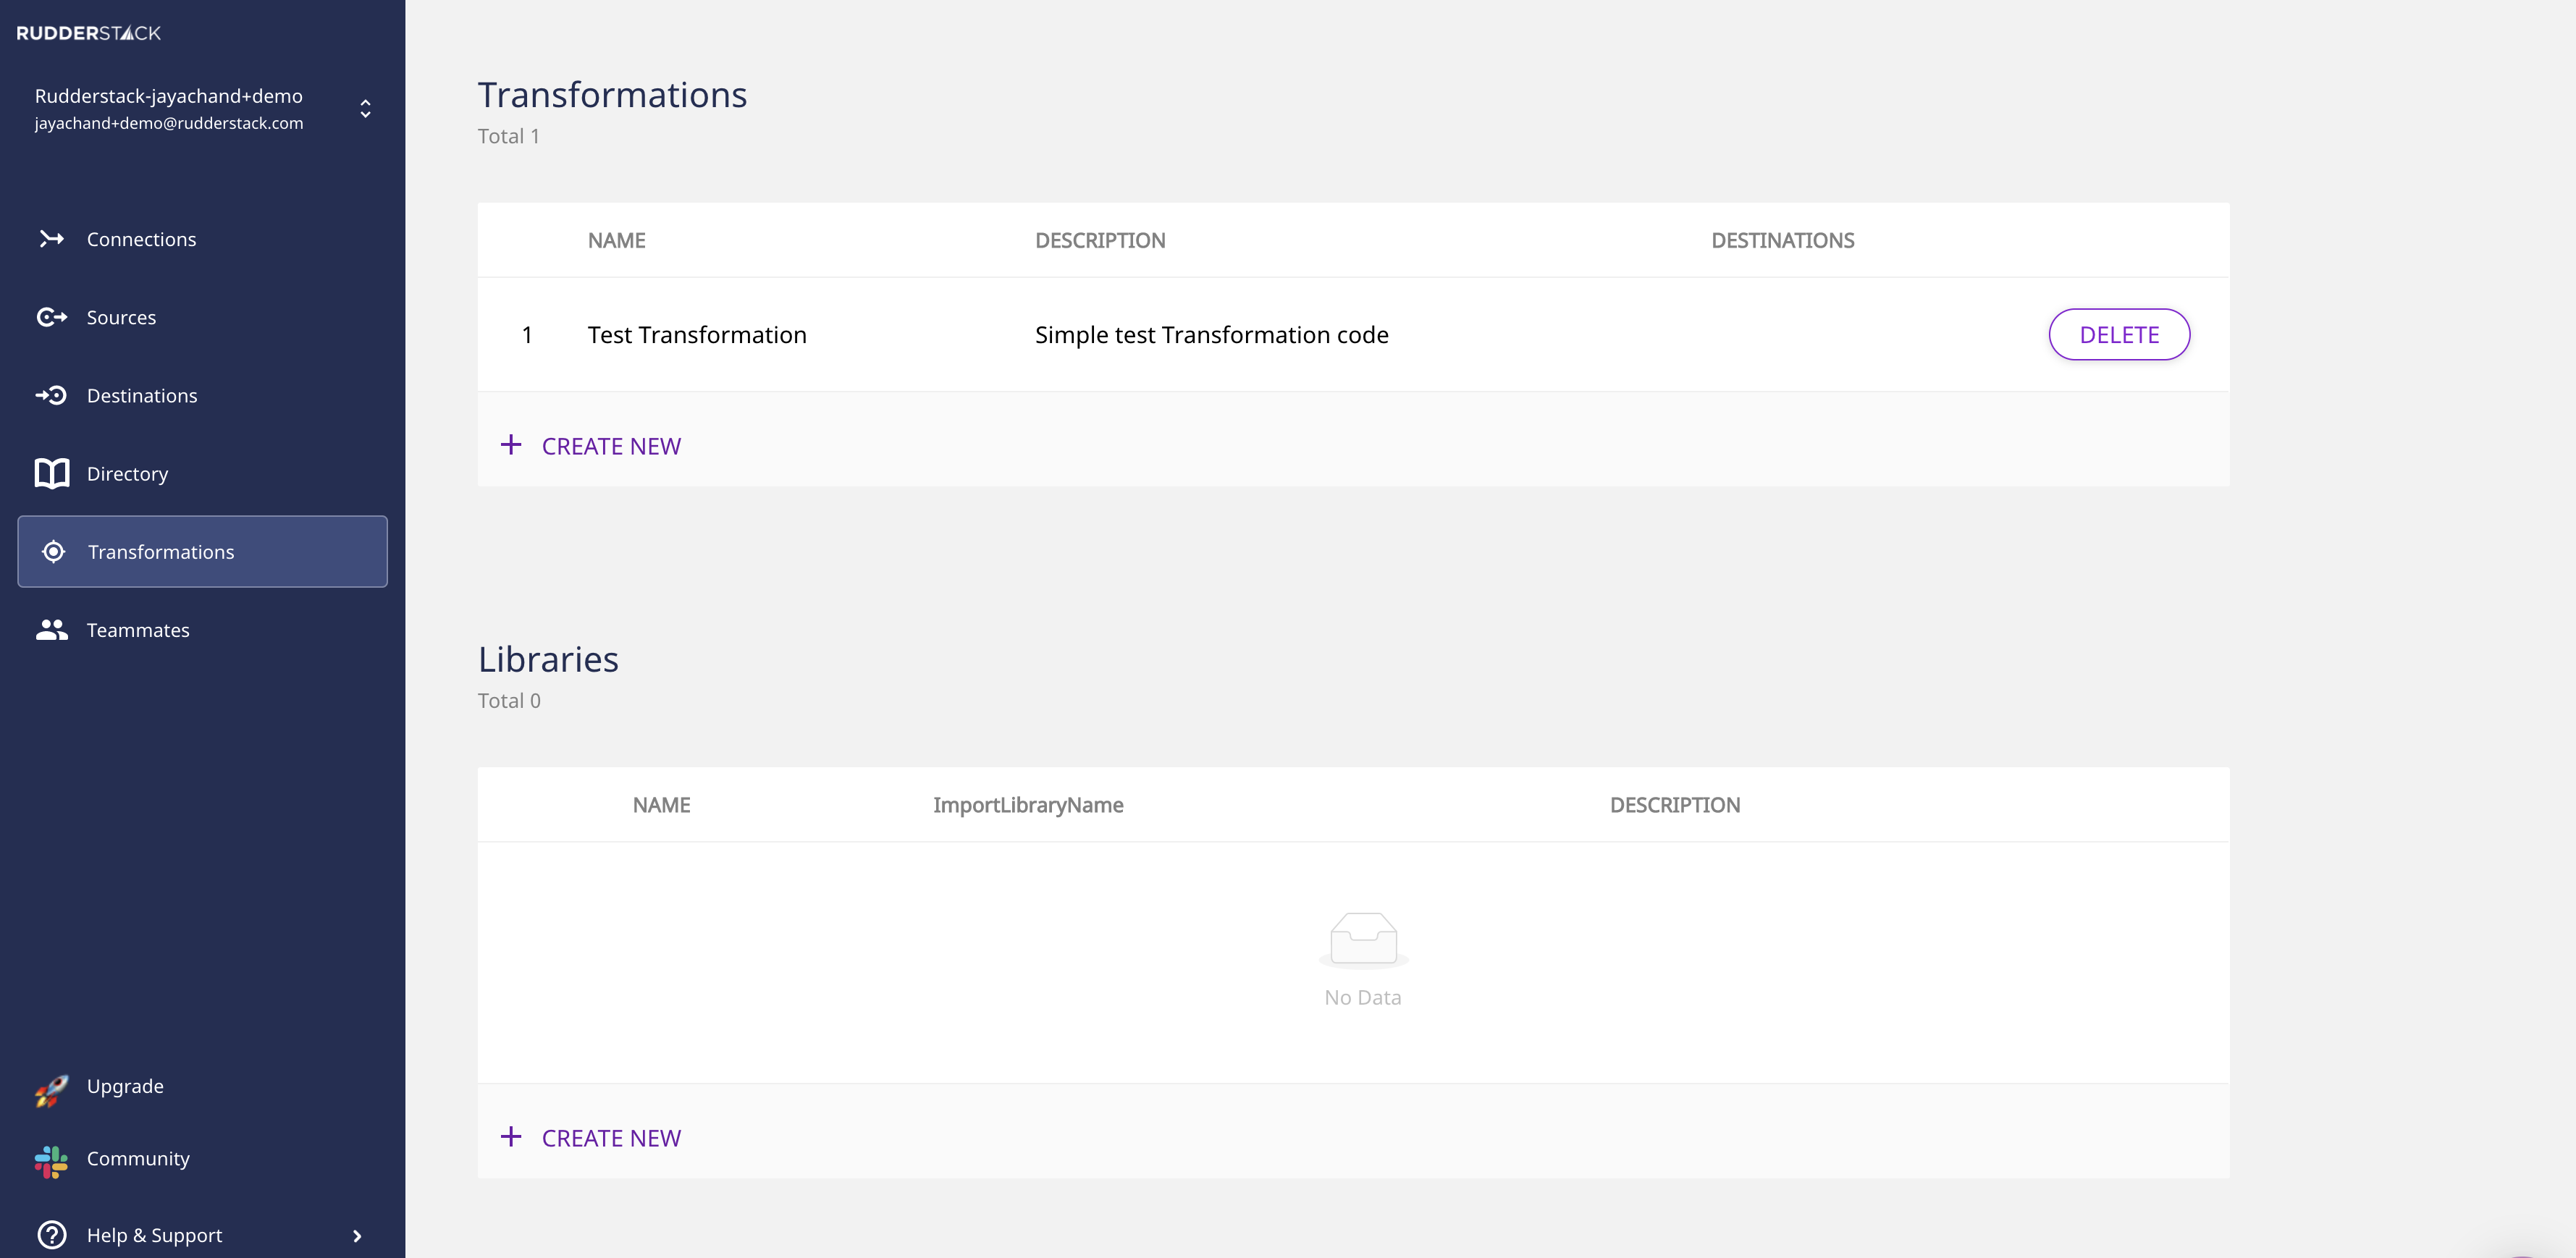 RUDDERSTACK
Rudderstack-jayachand+demo
jayachand+demo@rudderstack.com
Connections
Sources
Destinations
Directory
Transformations
Teammates
Upgrade
Community
Help & Support
Transformations
Total 1
NAME DESCRIPTION DESTINATIONS
1 Test Transformation Simple test Transformation code DELETE
+ CREATE NEW
Libraries
Total 0
NAME ImportLibraryName DESCRIPTION
No Data
+ CREATE NEW